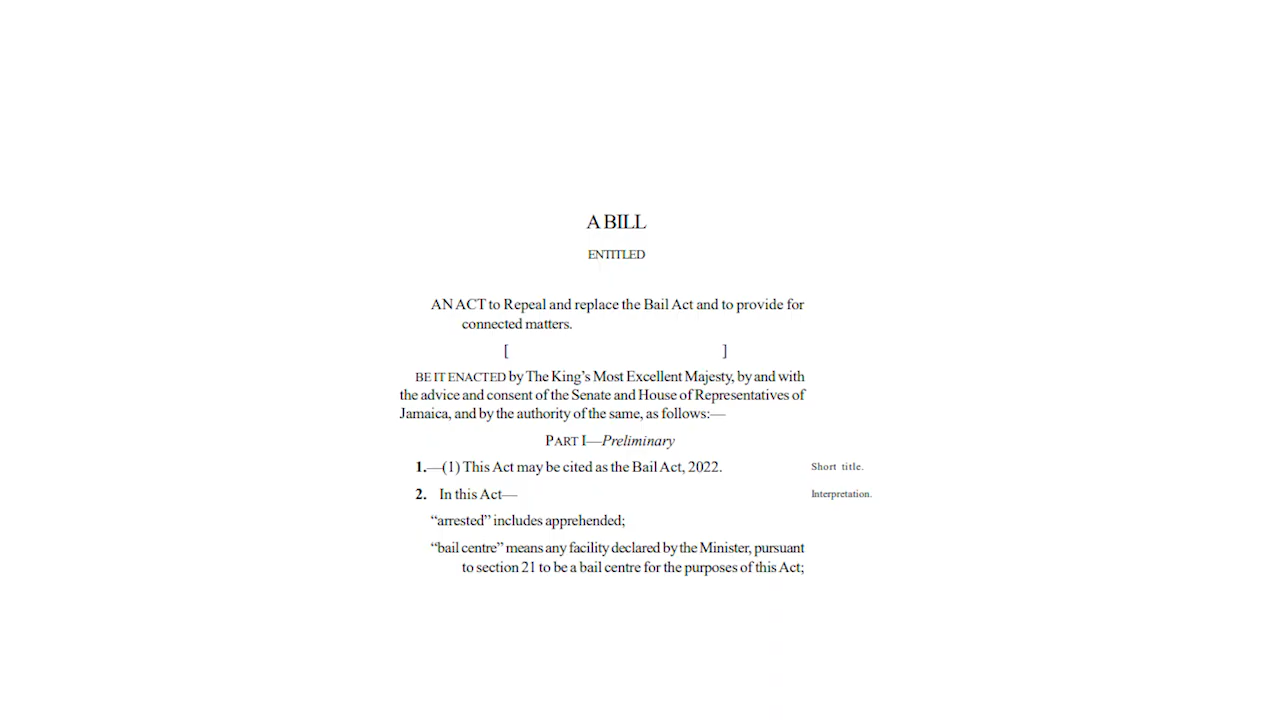 A BILL
ENTITLED
AN ACT to Repeal and replace the Bail Act and to provide for
connected matters.
[ ]
BE IT ENACTED by The King’s Most Excellent Majesty, by and with
the advice and consent of the Senate and House of Representatives of
Jamaica, and by the authority of the same, as follows:—
PART I—Preliminary
1.—(1) This Act may be cited as the Bail Act, 2022. Short title.
2. In this Act— Interpretation.
“arrested” includes apprehended;
“bail centre” means any facility declared by the Minister, pursuant
to section 21 to be a bail centre for the purposes of this Act;